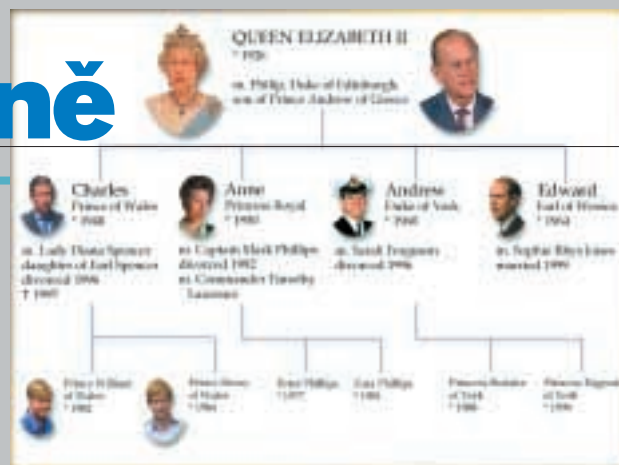 QUEEN ELIZABETH II
* 1926
m. Philip, Duke of Edinburgh
son of Prince Andrew of Greece
ně
Charles
Prince of Wales
* 1948
m. Lady Diana Spencer
daughter of Earl Spencer
divorced 1996
† 1997
Anne
Princess Royal
* 1950
m. Captain Mark Phillips
divorced 1992
m. Commander Timothy
Laurence
Andrew
Duke of York
* 1960
m. Sarah Ferguson
divorced 1996
Edward
Earl of Wessex
* 1964
m. Sophie Rhys Jones
married 1999
Prince William
of Wales
* 1982
Prince Henry
of Wales
* 1984
Peter Phillips
* 1977
Zara Phillips
* 1981
Princess Beatrice
of York
* 1988
Princess Eugenie
of York
* 1990